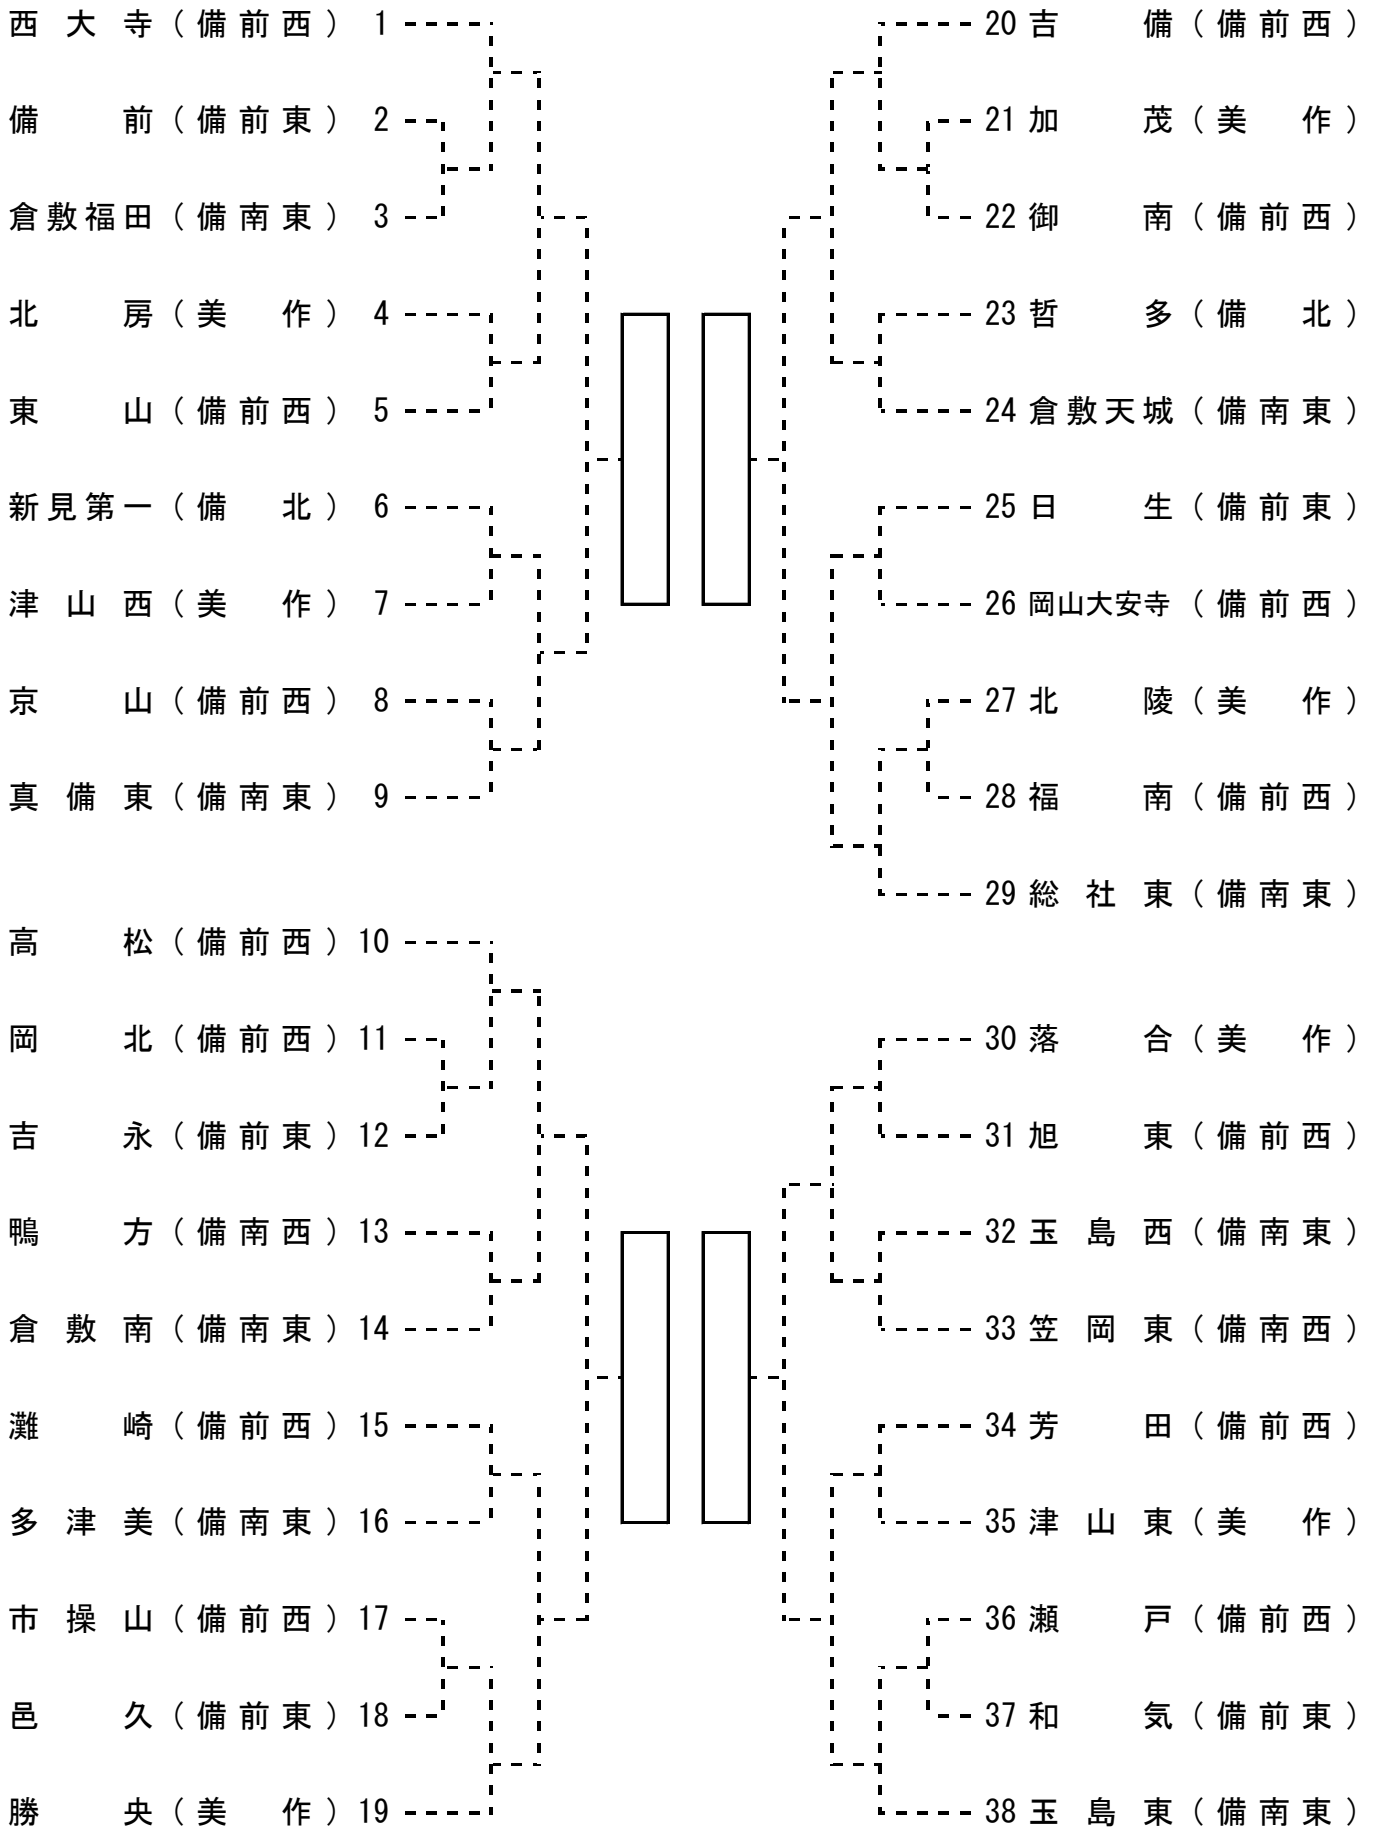 西大寺（備前西）1
備前（備前東）2
倉敷福田（備南東）3
北房（美作）4
東山（備前西）5
新見第一（備北）6
津山西（美作）7
京山（備前西）8
真備東（備南東）9
高松（備前西）10
岡北（備前西）11
吉永（備前東）12
鴨方（備南西）13
倉敷南（備南東）14
灘崎（備前西）15
多津美（備南東）16
市操山（備前西）17
邑久（備前東）18
勝央（美作）19
20 吉備（備前西）
21 加茂（美作）
22 御南（備前西）
23 哲多（備北）
24 倉敷天城（備南東）
25 日生（備前東）
26 岡山大安寺（備前西）
27 北陵（美作）
28 福南（備前西）
29 総社東（備南東）
30 落合（美作）
31 旭東（備前西）
32 玉島西（備南東）
33 笠岡東（備南西）
34 芳田（備前西）
35 津山東（美作）
36 瀬戸（備前西）
37 和気（備前東）
38 玉島東（備南東）